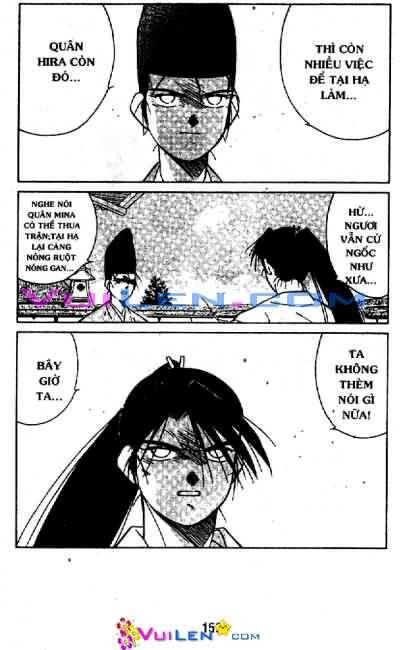 QUÂN
HIRA CÒN
ĐÓ...
THÌ CÒN
NHIỀU VIỆC
ĐỂ TẠI HẠ
LÀM...
NGHE NÓI
QUÂN MINA
CÓ THỂ THUA
TRẬN;TẠI HẠ
LẠI CÀNG
NÓNG RUỘT
NÓNG GAN...
HỪ...
NGƯƠI
VẪN CỨ
NGỐC
NHƯ
XƯA...
VUILEN.COM
BÂY
GIỜ
TA...
TA
KHÔNG
THÈM
NÓI GÌ
NỮA!
VUILEN
.COM